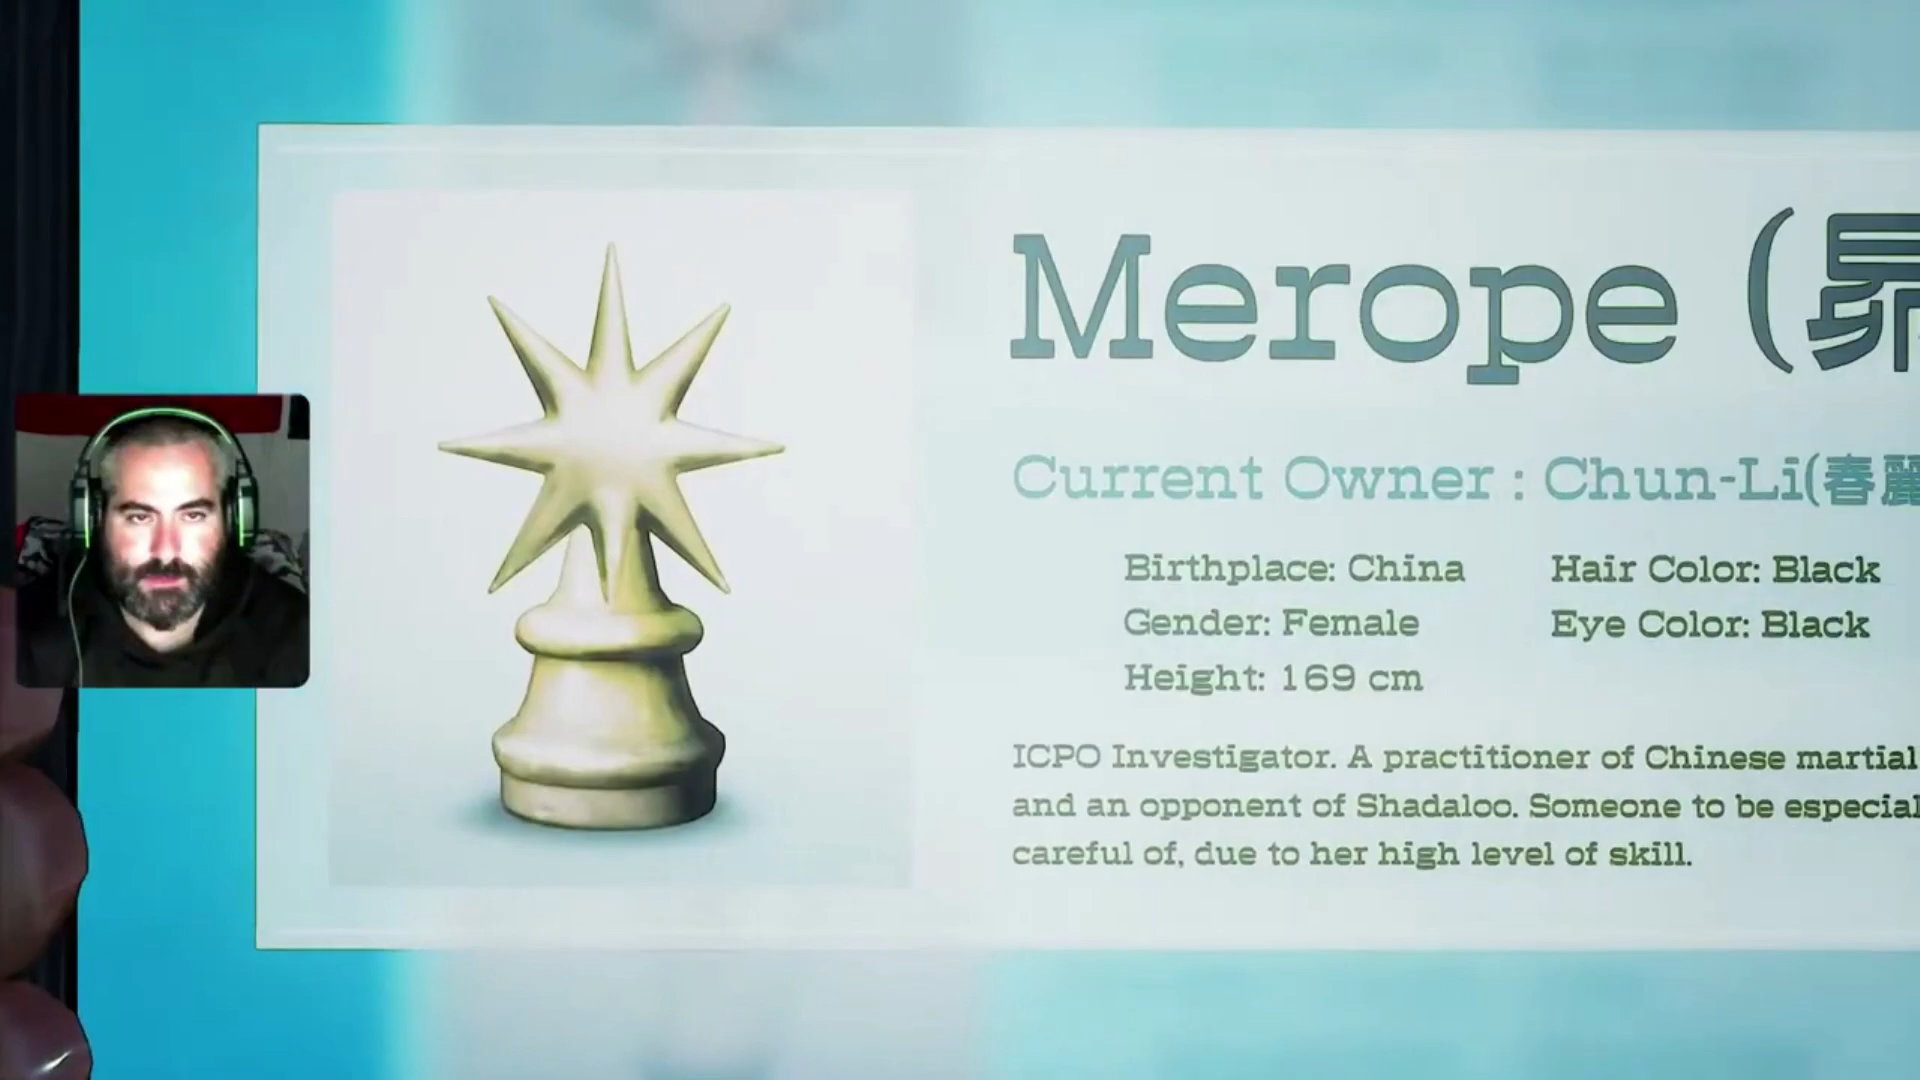 Merope (昴
Current Owner : Chun-Li(春麗
Birthplace: China
Hair Color: Black
Gender: Female
Eye Color: Black
Height: 169 cm
ICPO Investigator. A practitioner of Chinese martial
and an opponent of Shadaloo. Someone to be especial
careful of, due to her high level of skill.